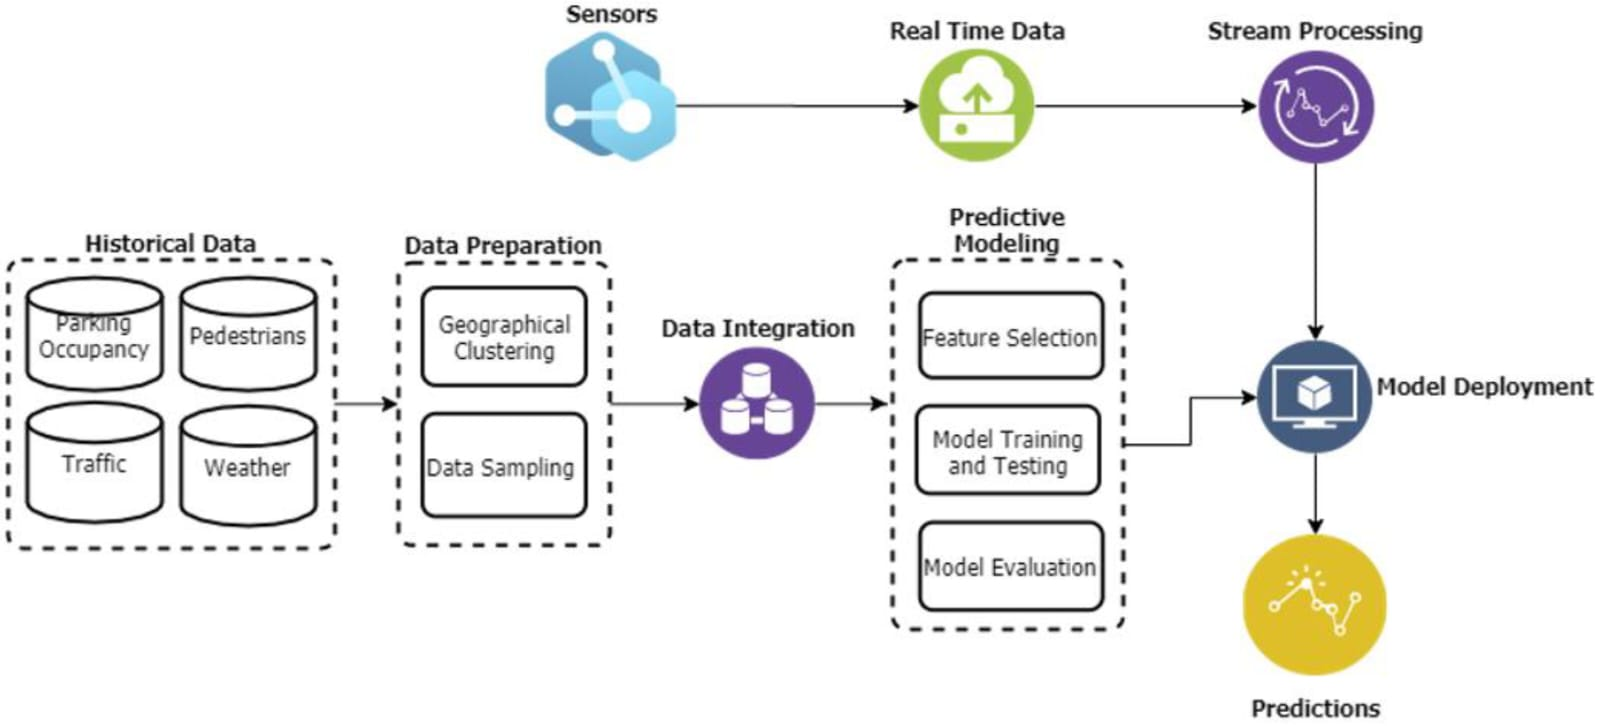 Sensors
Real Time Data
Stream Processing
Historical Data
Parking
Occupancy
Pedestrians
Traffic
Weather
Data Preparation
Geographical
Clustering
Data Sampling
Data Integration
Predictive
Modeling
Feature Selection
Model Training
and Testing
Model Evaluation
Model Deployment
Predictions